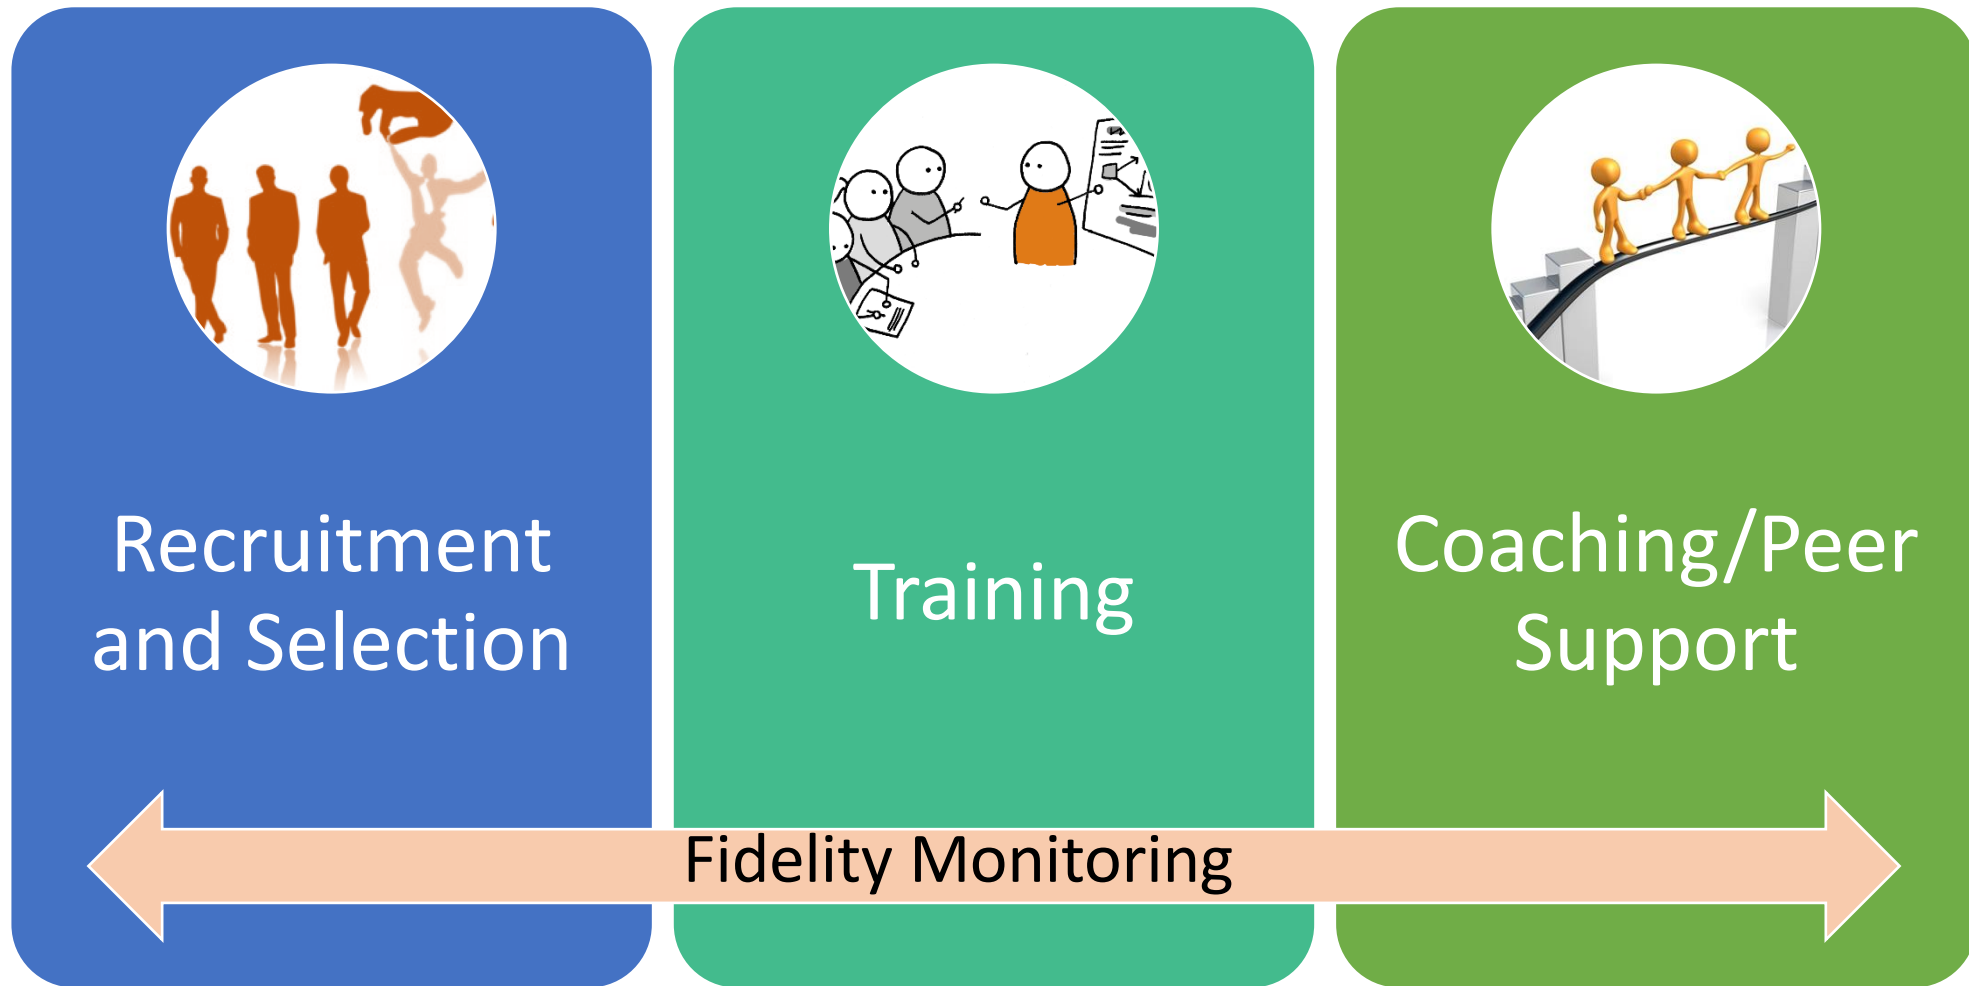 Recruitment
and Selection
Training
Coaching/Peer
Support
Fidelity Monitoring